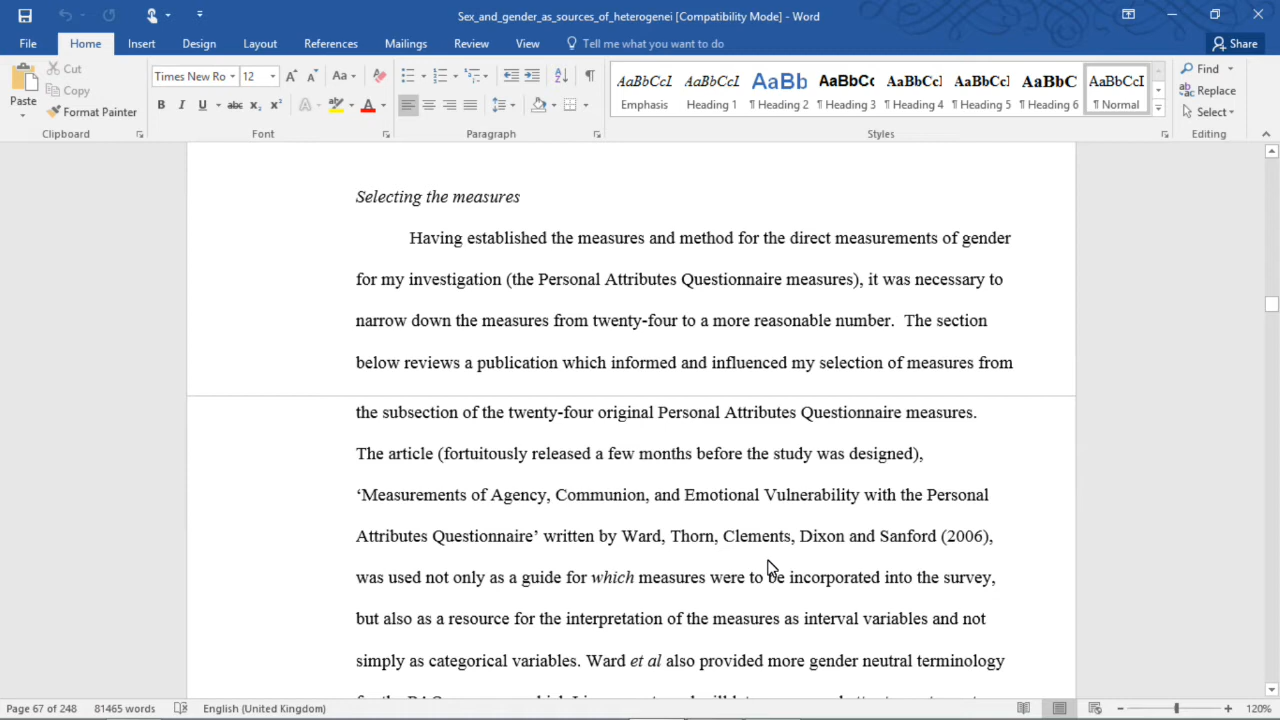 Sex_and_gender_as_sources_of_heterogenei [Compatibility Mode] - Word
File Home Insert Design Layout References Mailings Review View Tell me what you want to do Share
Paste
Cut
Copy
Format Painter
Clipboard
Times New Ro 12
Font
Paragraph
AaBbCcI AaBbCcL AaBb AaBbCc AaBbCcI AaBbCcI AaBbC AaBbCcI
Emphasis Heading 1 ¶ Heading 2 ¶ Heading 3 ¶ Heading 4 ¶ Heading 5 ¶ Heading 6 ¶ Normal
Styles
Find
Replace
Select
Editing
Selecting the measures
Having established the measures and method for the direct measurements of gender
for my investigation (the Personal Attributes Questionnaire measures), it was necessary to
narrow down the measures from twenty-four to a more reasonable number. The section
below reviews a publication which informed and influenced my selection of measures from
the subsection of the twenty-four original Personal Attributes Questionnaire measures.
The article (fortuitously released a few months before the study was designed),
‘Measurements of Agency, Communion, and Emotional Vulnerability with the Personal
Attributes Questionnaire’ written by Ward, Thorn, Clements, Dixon and Sanford (2006),
was used not only as a guide for which measures were to be incorporated into the survey,
but also as a resource for the interpretation of the measures as interval variables and not
simply as categorical variables. Ward et al also provided more gender neutral terminology
Page 67 of 248 81465 words English (United Kingdom) 120%